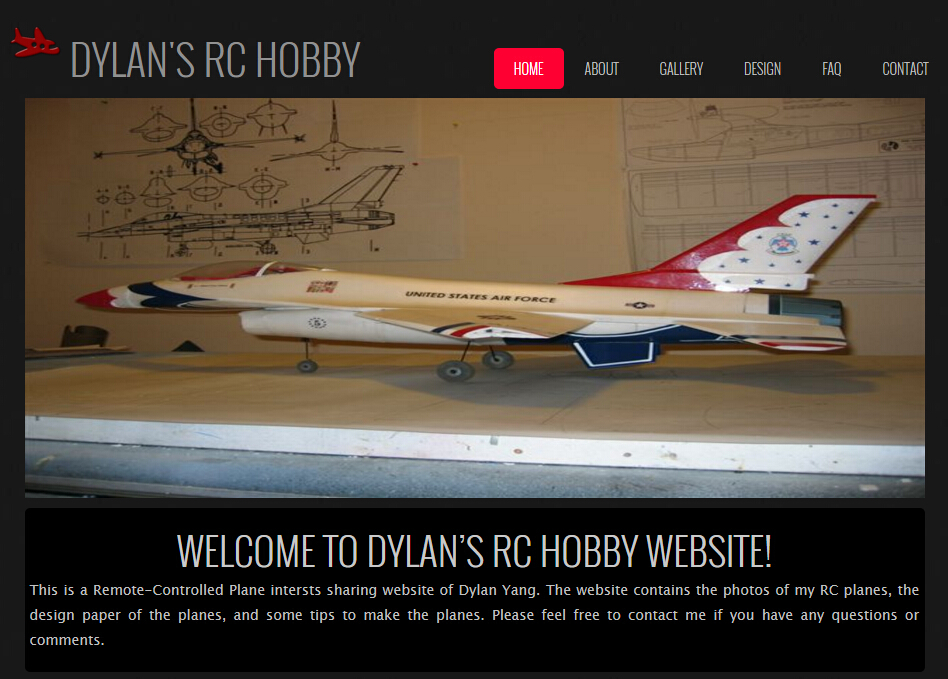 DYLAN'S RC HOBBY
HOME ABOUT GALLERY DESIGN FAQ CONTACT
UNITED STATES AIR FORCE
WELCOME TO DYLAN’S RC HOBBY WEBSITE!
This is a Remote-Controlled Plane intersts sharing website of Dylan Yang. The website contains the photos of my RC planes, the
design paper of the planes, and some tips to make the planes. Please feel free to contact me if you have any questions or
comments.